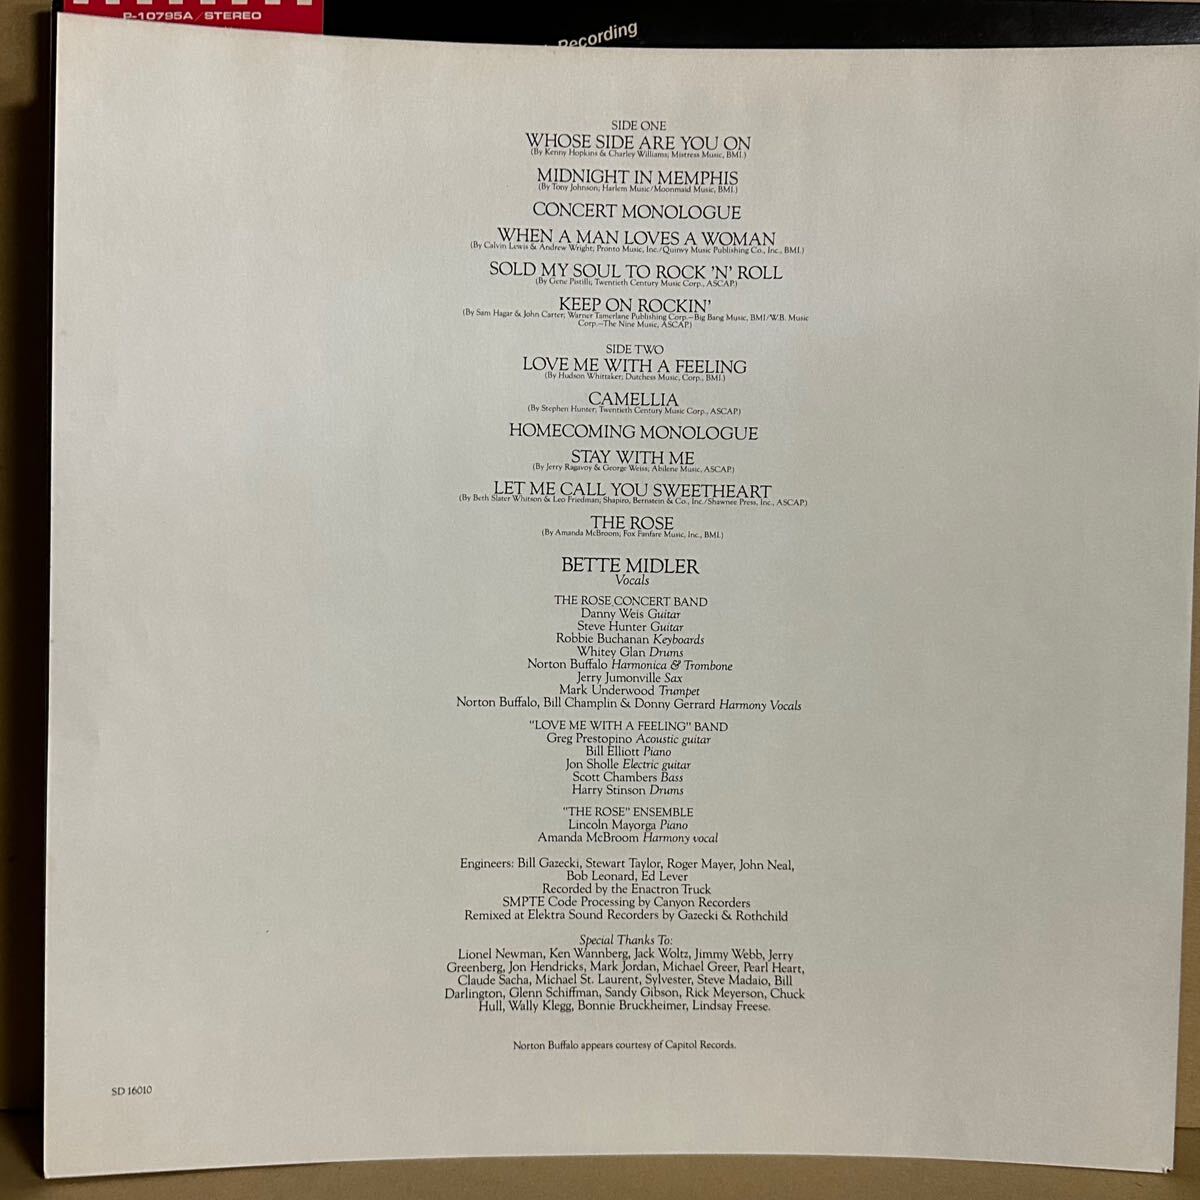 P-10795A/STEREO
Recording
SIDE ONE
WHOSE SIDE ARE YOU ON
(By Kenny Hopkins & Charley Williams; Mistress Music, BMI.)
MIDNIGHT IN MEMPHIS
(By Tony Johnson; Harlem Music/Moonmaid Music, BMI.)
CONCERT MONOLOGUE
WHEN A MAN LOVES A WOMAN
(By Calvin Lewis & Andrew Wright; Pronto Music, Inc./Quinvy Music Publishing Co., Inc., BMI.)
SOLD MY SOUL TO ROCK 'N' ROLL
(By Gene Pistilli; Twentieth Century Music Corp., ASCAP.)
KEEP ON ROCKIN'
(By Sam Hagar & John Carter; Warner Tamerlane Publishing Corp.—Big Bang Music, BMI/W.B. Music
Corp.—The Nine Music, ASCAP.)
SIDE TWO
LOVE ME WITH A FEELING
(By Hudson Whittaker; Dutchess Music, Corp., BMI.)
CAMELLIA
(By Stephen Hunter; Twentieth Century Music Corp., ASCAP.)
HOMECOMING MONOLOGUE
STAY WITH ME
(By Jerry Ragavoy & George Weiss; Abilene Music, ASCAP.)
LET ME CALL YOU SWEETHEART
(By Beth Slater Whitson & Leo Friedman; Shapiro, Bernstein & Co., Inc./Shawnee Press, Inc., ASCAP.)
THE ROSE
(By Amanda McBroom; Fox Fanfare Music, Inc., BMI.)
BETTE MIDLER
Vocals
THE ROSE CONCERT BAND
Danny Weis Guitar
Steve Hunter Guitar
Robbie Buchanan Keyboards
Whitey Glan Drums
Norton Buffalo Harmonica & Trombone
Jerry Jumonville Sax
Mark Underwood Trumpet
Norton Buffalo, Bill Champlin & Donny Gerrard Harmony Vocals
"LOVE ME WITH A FEELING" BAND
Greg Prestopino Acoustic guitar
Bill Elliott Piano
Jon Sholle Electric guitar
Scott Chambers Bass
Harry Stinson Drums
"THE ROSE" ENSEMBLE
Lincoln Mayorga Piano
Amanda McBroom Harmony vocal
Engineers: Bill Gazecki, Stewart Taylor, Roger Mayer, John Neal,
Bob Leonard, Ed Lever
Recorded by the Enactron Truck
SMPTE Code Processing by Canyon Recorders
Remixed at Elektra Sound Recorders by Gazecki & Rothchild
Special Thanks To:
Lionel Newman, Ken Wannberg, Jack Woltz, Jimmy Webb, Jerry
Greenberg, Jon Hendricks, Mark Jordan, Michael Greer, Pearl Heart,
Claude Sacha, Michael St. Laurent, Sylvester, Steve Madaio, Bill
Darlington, Glenn Schiffman, Sandy Gibson, Rick Meyerson, Chuck
Hull, Wally Klegg, Bonnie Bruckheimer, Lindsay Freese.
Norton Buffalo appears courtesy of Capitol Records.
SD 16010